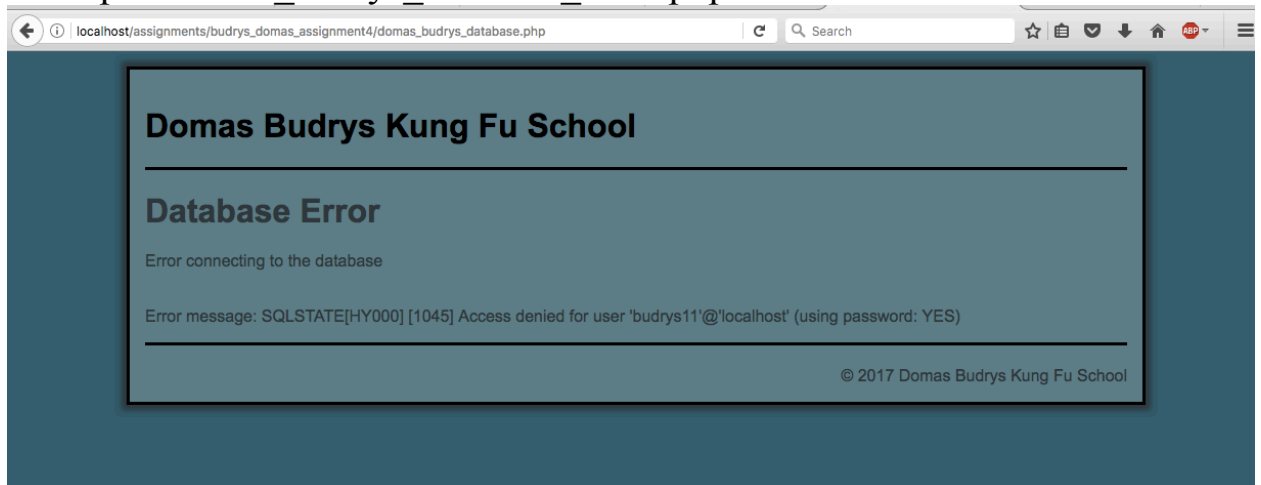 localhost/assignments/budrys_domas_assignment4/domas_budrys_database.php
Search
ABP
Domas Budrys Kung Fu School
Database Error
Error connecting to the database
Error message: SQLSTATE[HY000] [1045] Access denied for user 'budrys11'@'localhost' (using password: YES)
© 2017 Domas Budrys Kung Fu School